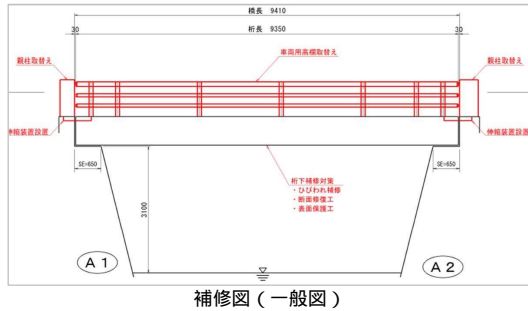 橋長 9410
30
桁長 9350
30
親柱取替え
車両用高欄取替え
親柱取替え
伸縮装置設置
伸縮装置設置
SE=650
SE=650
桁下補修対策
・ひびわれ補修
・断面修復工
・表面保護工
3100
A1
A2
補修図(一般図)